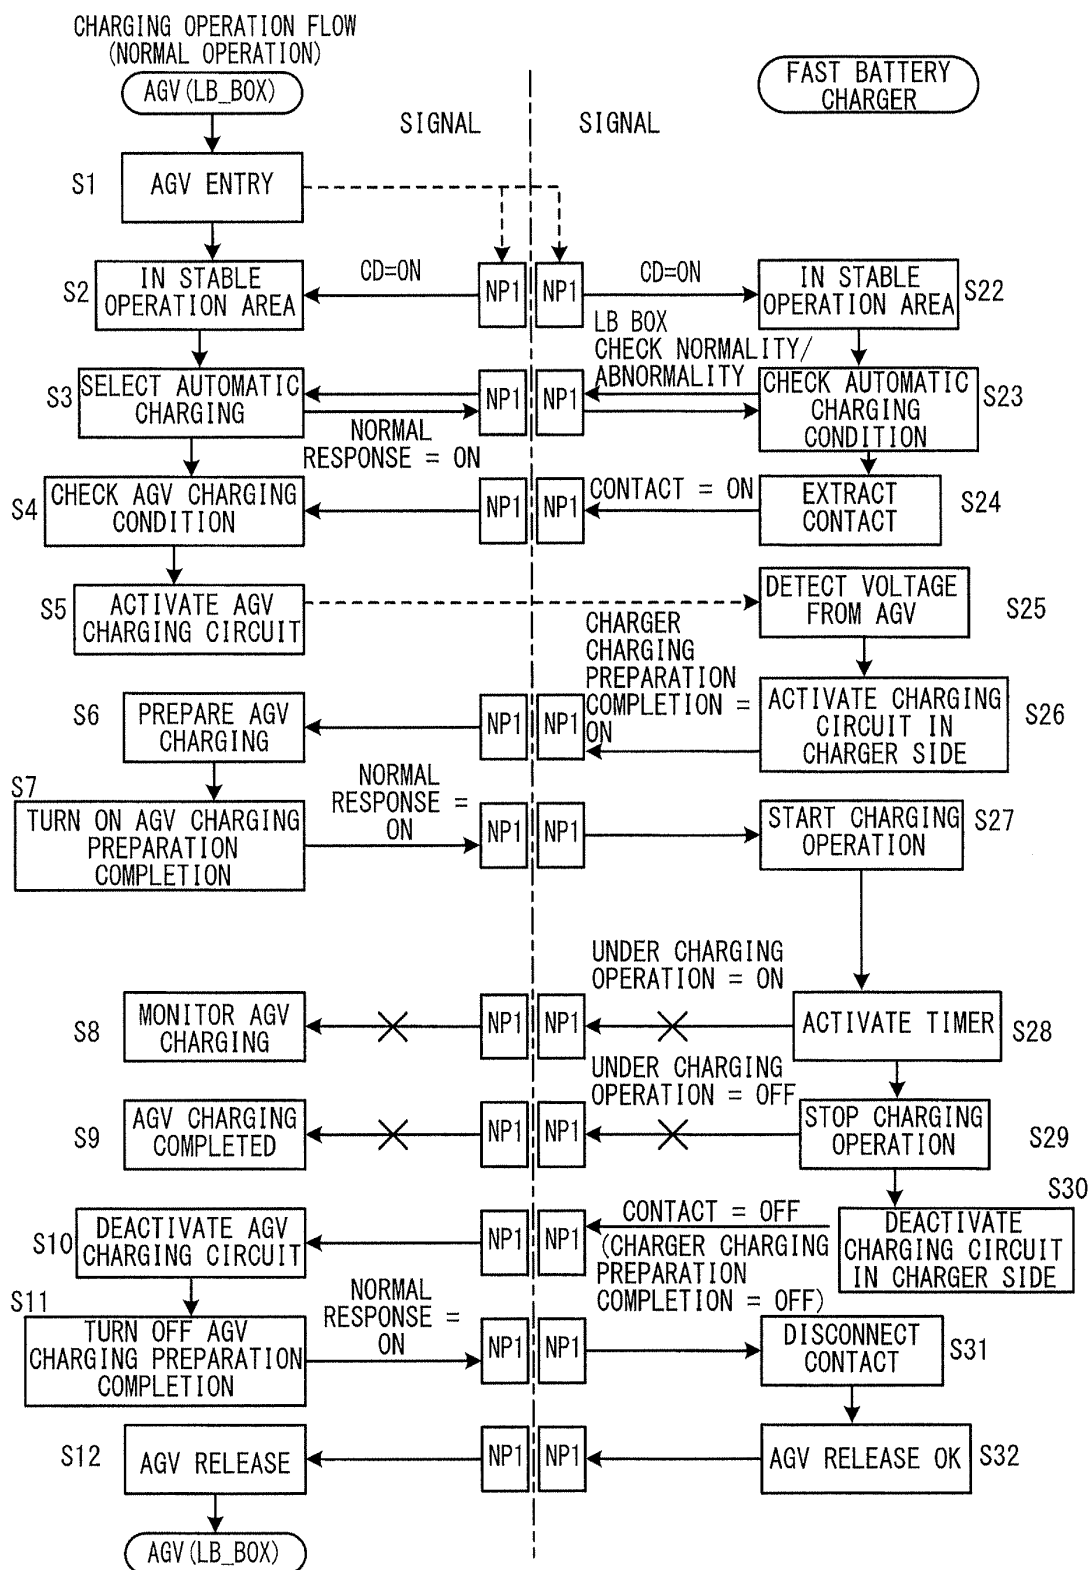 CHARGING OPERATION FLOW
(NORMAL OPERATION)
AGV(LB_BOX)
FAST BATTERY
CHARGER
SIGNAL
SIGNAL
S1
AGV ENTRY
S2
IN STABLE
OPERATION AREA
CD=ON
NP1
NP1
CD=ON
IN STABLE
OPERATION AREA
S22
LB BOX
CHECK NORMALITY/
ABNORMALITY
S3
SELECT AUTOMATIC
CHARGING
NP1
NP1
CHECK AUTOMATIC
CHARGING
CONDITION
S23
NORMAL
RESPONSE = ON
S4
CHECK AGV CHARGING
CONDITION
NP1
NP1
CONTACT = ON
EXTRACT
CONTACT
S24
S5
ACTIVATE AGV
CHARGING CIRCUIT
DETECT VOLTAGE
FROM AGV
S25
CHARGER
CHARGING
PREPARATION
COMPLETION =
ON
S6
PREPARE AGV
CHARGING
NP1
NP1
ACTIVATE CHARGING
CIRCUIT IN
CHARGER SIDE
S26
S7
TURN ON AGV CHARGING
PREPARATION
COMPLETION
NORMAL
RESPONSE =
ON
NP1
NP1
START CHARGING
OPERATION
S27
UNDER CHARGING
OPERATION = ON
S8
MONITOR AGV
CHARGING
NP1
NP1
ACTIVATE TIMER
S28
UNDER CHARGING
OPERATION = OFF
S9
AGV CHARGING
COMPLETED
NP1
NP1
STOP CHARGING
OPERATION
S29
S30
S10
DEACTIVATE AGV
CHARGING CIRCUIT
NP1
NP1
CONTACT = OFF
(CHARGER CHARGING
PREPARATION
COMPLETION = OFF)
DEACTIVATE
CHARGING CIRCUIT
IN CHARGER SIDE
S11
TURN OFF AGV
CHARGING PREPARATION
COMPLETION
NORMAL
RESPONSE =
ON
NP1
NP1
DISCONNECT
CONTACT
S31
S12
AGV RELEASE
NP1
NP1
AGV RELEASE OK
S32
AGV(LB_BOX)